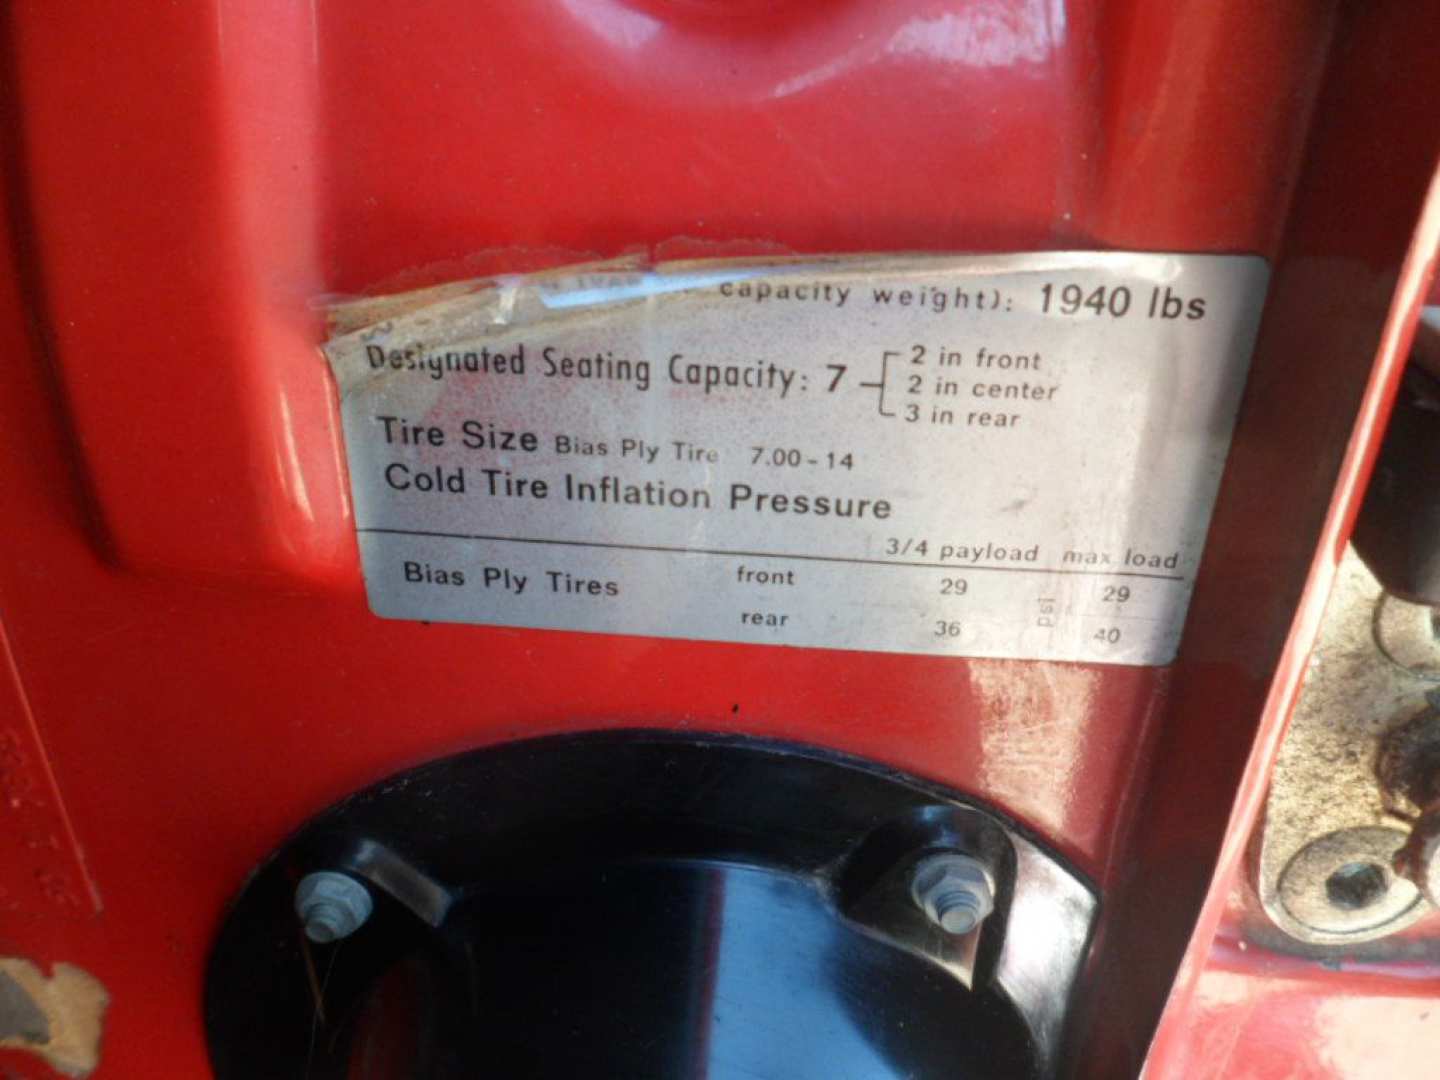 capacity weight): 1940 lbs
Designated Seating Capacity: 7 2 in front
2 in center
3 in rear
Tire Size Bias Ply Tire 7.00-14
Cold Tire Inflation Pressure
3/4 payload max load
Bias Ply Tires front 29 psi 29
rear 36 40